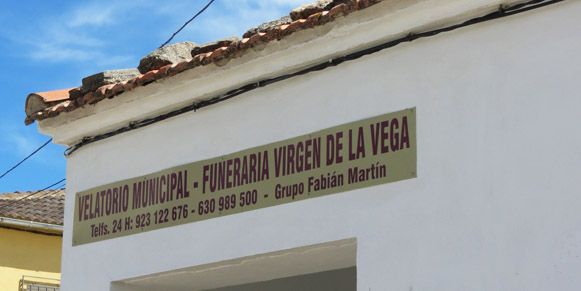 VELATORIO MUNICIPAL - FUNERARIA VIRGEN DE LA VEGA
Telfs. 24 H: 923 122 676 - 630 989 500 - Grupo Fabián Martín